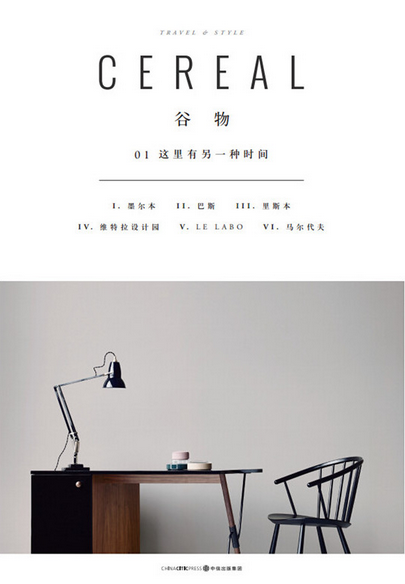 TRAVEL & STYLE
CEREAL
谷 物
01 这里有另一种时间
I. 墨尔本 II. 巴斯 III. 里斯本
IV. 维特拉设计园 V. LE LABO VI. 马尔代夫
CHINA CITIC PRESS 中信出版集团